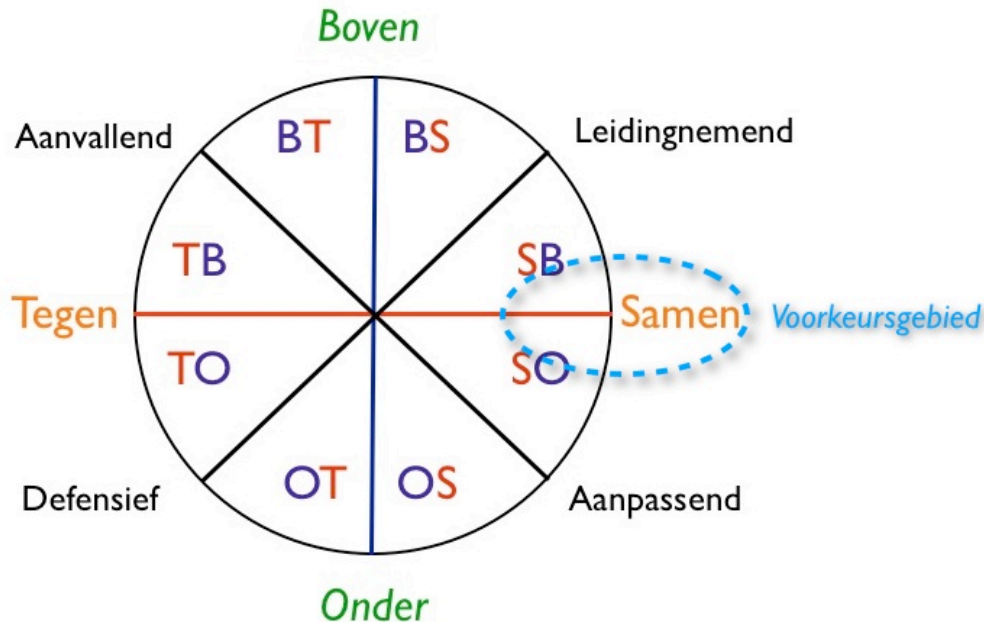 Boven
Aanvallend
BT
BS
Leidingnemend
TB
SB
Tegen
Samen
Voorkeursgebied
TO
SO
Defensief
OT
OS
Aanpassend
Onder